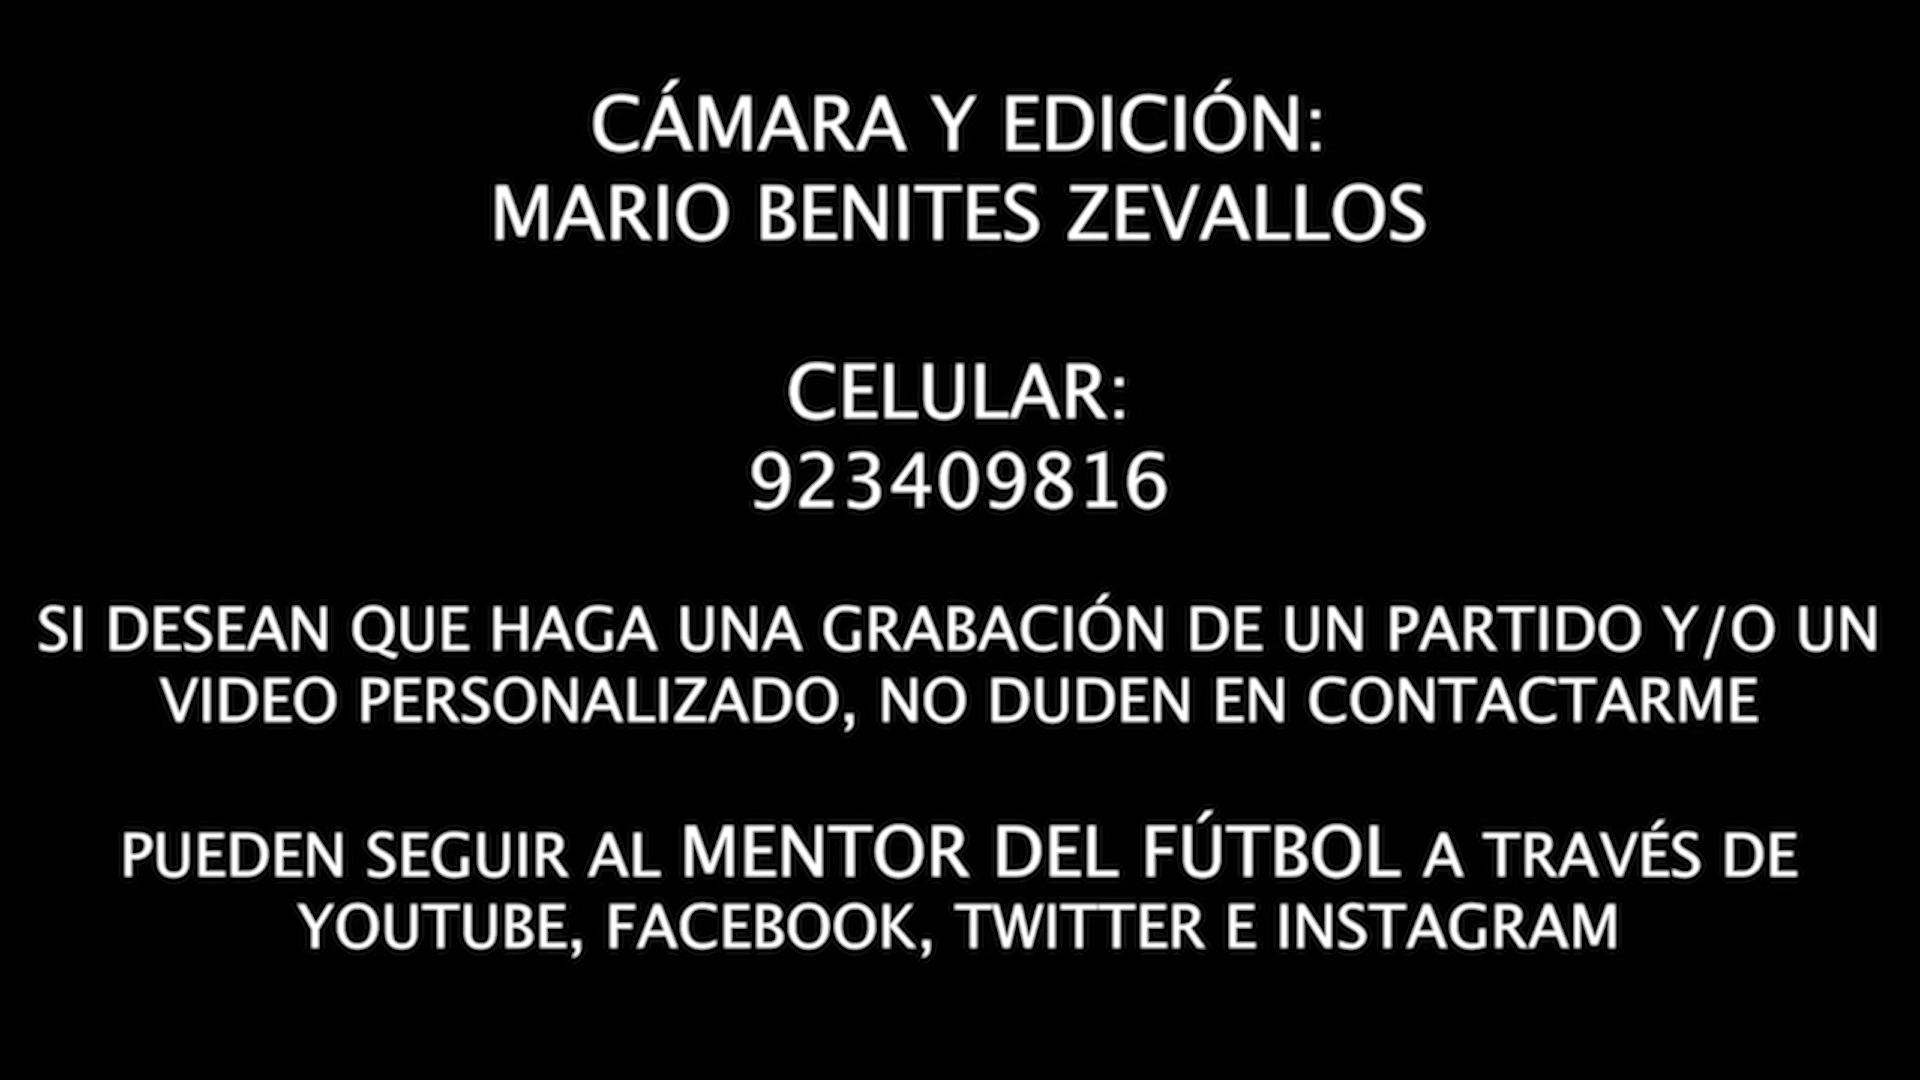 CÁMARA Y EDICIÓN:
MARIO BENITES ZEVALLOS
CELULAR:
923409816
SI DESEAN QUE HAGA UNA GRABACIÓN DE UN PARTIDO Y/O UN
VIDEO PERSONALIZADO, NO DUDEN EN CONTACTARME
PUEDEN SEGUIR AL MENTOR DEL FÚTBOL A TRAVÉS DE
YOUTUBE, FACEBOOK, TWITTER E INSTAGRAM